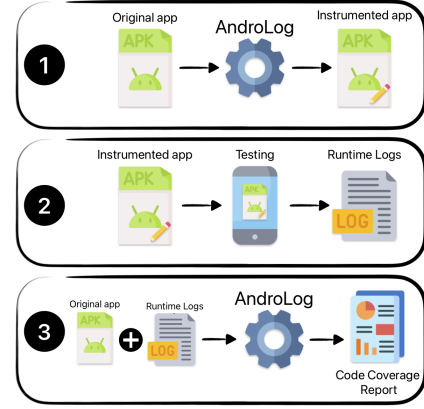 Original app
AndroLog
Instrumented app
APK
APK
1
Instrumented app
Testing
Runtime Logs
APK
APK
LOG
2
AndroLog
Original app
Runtime Logs
APK
LOG
3
Code Coverage
Report